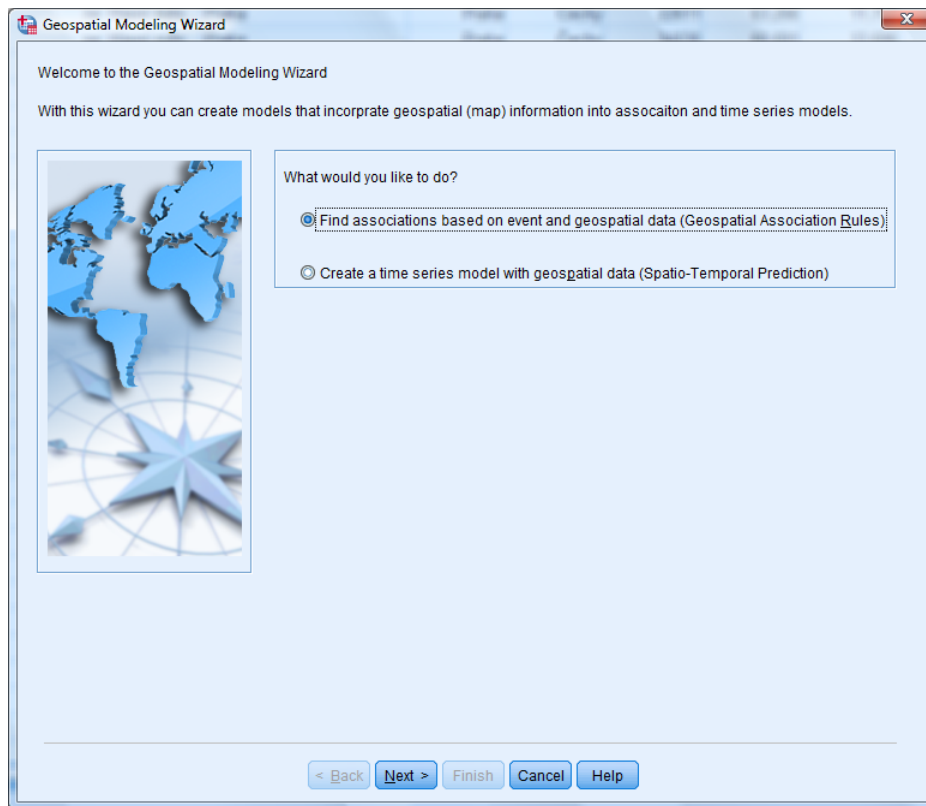 Geospatial Modeling Wizard
Welcome to the Geospatial Modeling Wizard
With this wizard you can create models that incorprate geospatial (map) information into assocaiton and time series models.
What would you like to do?
Find associations based on event and geospatial data (Geospatial Association Rules)
Create a time series model with geospatial data (Spatio-Temporal Prediction)
< Back Next > Finish Cancel Help